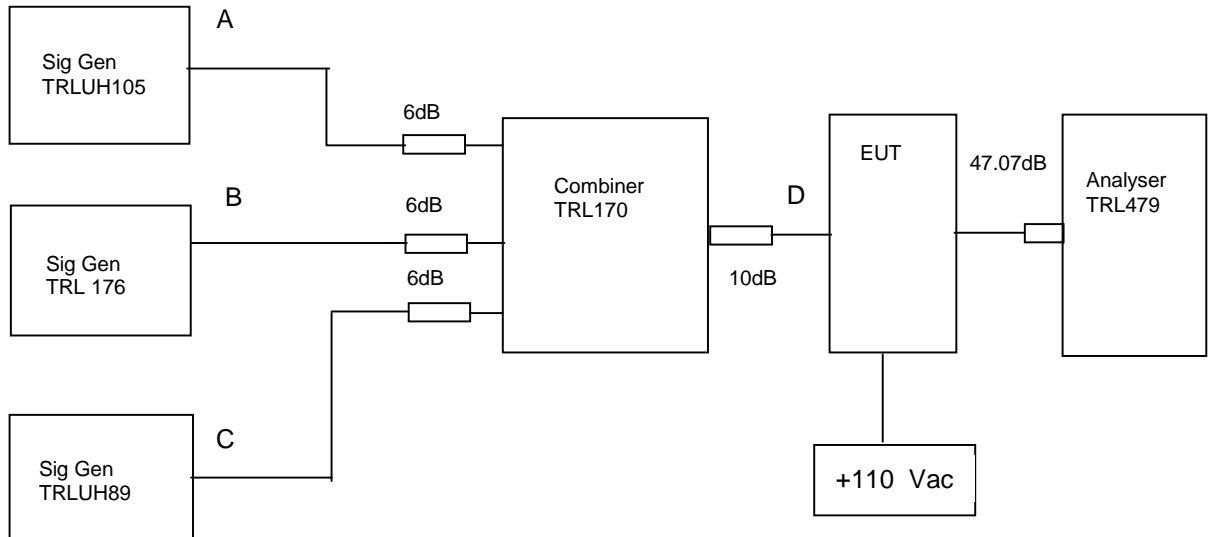 A
Sig Gen
TRLUH105
6dB
Combiner
TRL170
EUT
47.07dB
Analyser
TRL479
B
6dB
D
Sig Gen
TRL 176
6dB
10dB
C
Sig Gen
TRLUH89
+110 Vac